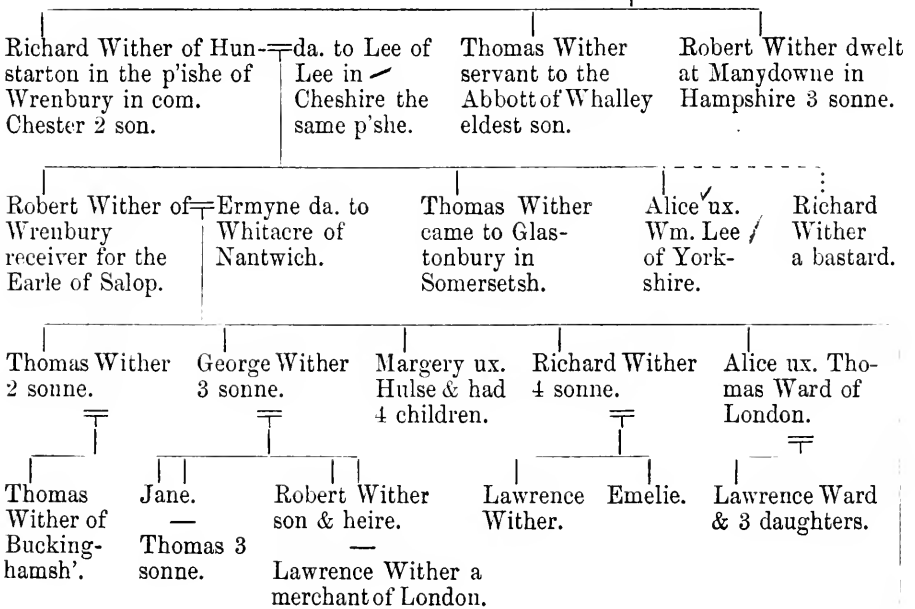 Richard Wither of Hun-
starton in the p'ishe of
Wrenbury in com.
Chester 2 son.
da. to Lee of
Lee in
Cheshire the
same p'she.
Thomas Wither
servant to the
Abbott of Whalley
eldest son.
Robert Wither dwelt
at Manydowne in
Hampshire 3 sonne.
Robert Wither of
Wrenbury
receiver for the
Earle of Salop.
Ermyne da. to
Whitacre of
Nantwich.
Thomas Wither
came to Glas-
tonbury in
Somersetsh.
Alice ux.
Wm. Lee
of York-
shire.
Richard
Wither
a bastard.
Thomas Wither
2 sonne.
George Wither
3 sonne.
Margery ux.
Hulse & had
4 children.
Richard Wither
4 sonne.
Alice ux. Tho-
mas Ward of
London.
Thomas
Wither of
Bucking-
hamsh'.
Jane.
—
Thomas 3
sonne.
Robert Wither
son & heire.
—
Lawrence Wither a
merchant of London.
Lawrence
Wither.
Emelie.
Lawrence Ward
& 3 daughters.